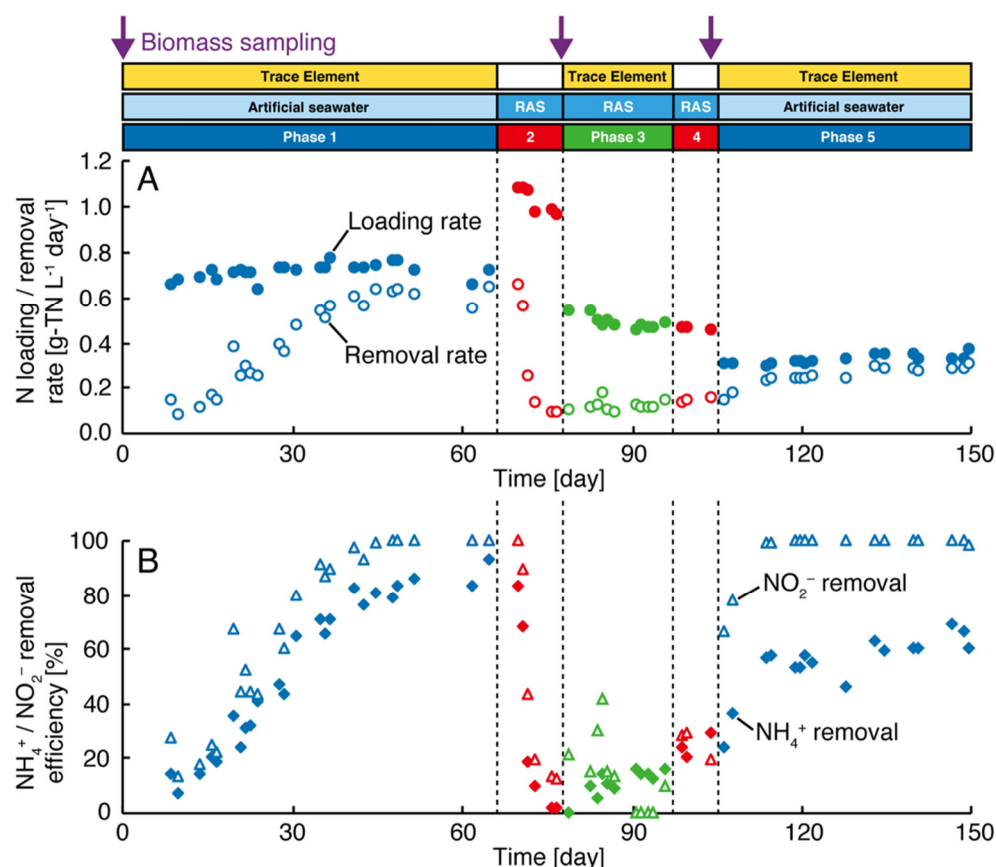 Biomass sampling
Trace Element Trace Element Trace Element
Artificial seawater RAS RAS RAS Artificial seawater
Phase 1 2 Phase 3 4 Phase 5
A
N loading / removal
rate [g-TN L⁻¹ day⁻¹]
1.2
1.0
0.8
0.6
0.4
0.2
0.0
Loading rate
Removal rate
0 30 60 90 120 150
Time [day]
B
NH₄⁺ / NO₂⁻ removal
efficiency [%]
100
80
60
40
20
0
NO₂⁻ removal
NH₄⁺ removal
0 30 60 90 120 150
Time [day]